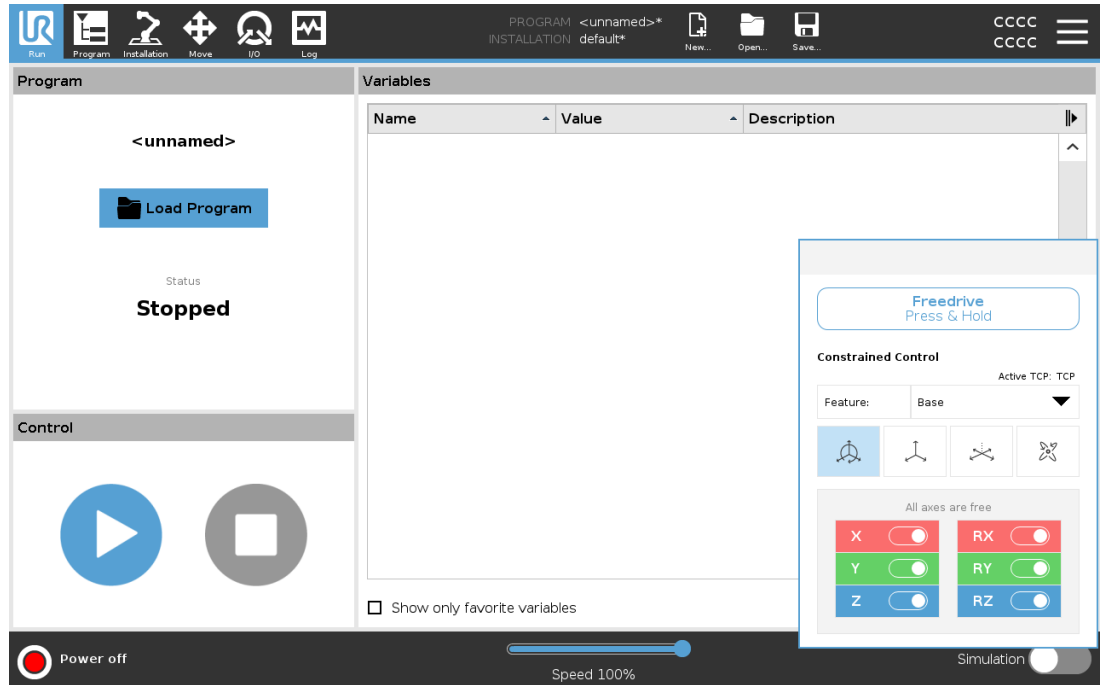 PROGRAM <unnamed>*
INSTALLATION default*
Run
Program
Installation
Move
I/O
Log
New...
Open...
Save...
CCCC
CCCC
Program
<unnamed>
Load Program
Status
Stopped
Control
Variables
Name Value Description
Show only favorite variables
Freedrive
Press & Hold
Constrained Control
Active TCP: TCP
Feature: Base
All axes are free
X RX
Y RY
Z RZ
Power off
Speed 100%
Simulation